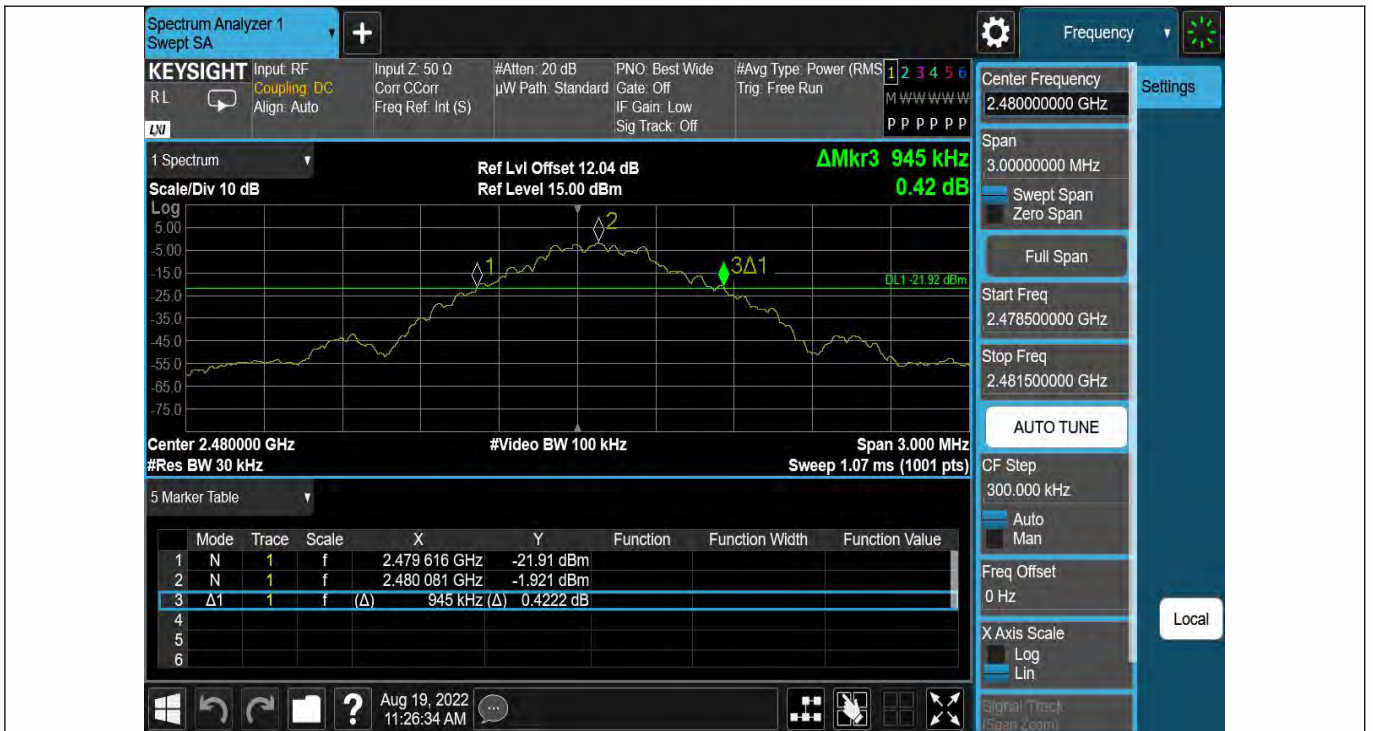 Spectrum Analyzer 1
Swept SA
+
Frequency
KEYSIGHT
RL
LXI
Input: RF
Coupling: DC
Align: Auto
Input Z: 50 Ω
Corr CCorr
Freq Ref: Int (S)
#Atten: 20 dB
µW Path: Standard
PNO: Best Wide
Gate: Off
IF Gain: Low
Sig Track: Off
#Avg Type: Power (RMS
Trig: Free Run
1 2 3 4 5 6
M W W W W W
P P P P P P
1 Spectrum
Scale/Div 10 dB
Ref Lvl Offset 12.04 dB
Ref Level 15.00 dBm
ΔMkr3 945 kHz
0.42 dB
Log
5.00
-5.00
-15.0
-25.0
-35.0
-45.0
-55.0
-65.0
-75.0
1
2
3Δ1
DL1 -21.92 dBm
Center 2.480000 GHz
#Video BW 100 kHz
Span 3.000 MHz
#Res BW 30 kHz
Sweep 1.07 ms (1001 pts)
5 Marker Table
Mode Trace Scale X Y Function Function Width Function Value
1 N 1 f 2.479 616 GHz -21.91 dBm
2 N 1 f 2.480 081 GHz -1.921 dBm
3 Δ1 1 f (Δ) 945 kHz (Δ) 0.4222 dB
4
5
6
?
Aug 19, 2022
11:26:34 AM
Center Frequency
2.480000000 GHz
Settings
Span
3.00000000 MHz
Swept Span
Zero Span
Full Span
Start Freq
2.478500000 GHz
Stop Freq
2.481500000 GHz
AUTO TUNE
CF Step
300.000 kHz
Auto
Man
Freq Offset
0 Hz
X Axis Scale
Log
Lin
Local
Signal Track
(Span Zoom)